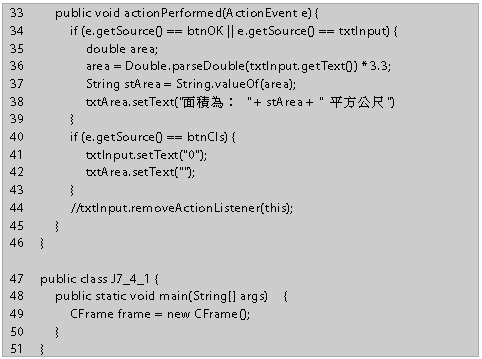 33 public void actionPerformed(ActionEvent e) {
34 if (e.getSource() == btnOK || e.getSource() == txtInput) {
35 double area;
36 area = Double.parseDouble(txtInput.getText()) * 3.3;
37 String stArea = String.valueOf(area);
38 txtArea.setText("面積為： "+ stArea + " 平方公尺")
39 }
40 if (e.getSource() == btnCls) {
41 txtInput.setText("0");
42 txtArea.setText("");
43 }
44 //txtInput.removeActionListener(this);
45 }
46 }
47 public class J7_4_1 {
48 public static void main(String[] args) {
49 CFrame frame = new CFrame();
50 }
51 }